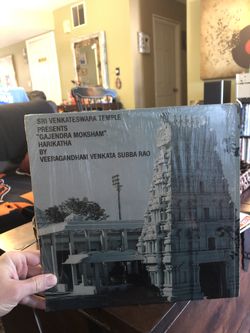 SRI VENKATESWARA TEMPLE
PRESENTS
"GAJENDRA MOKSHAM"
HARIKATHA
BY
VEERAGANDHAM VENKATA SUBBA RAO